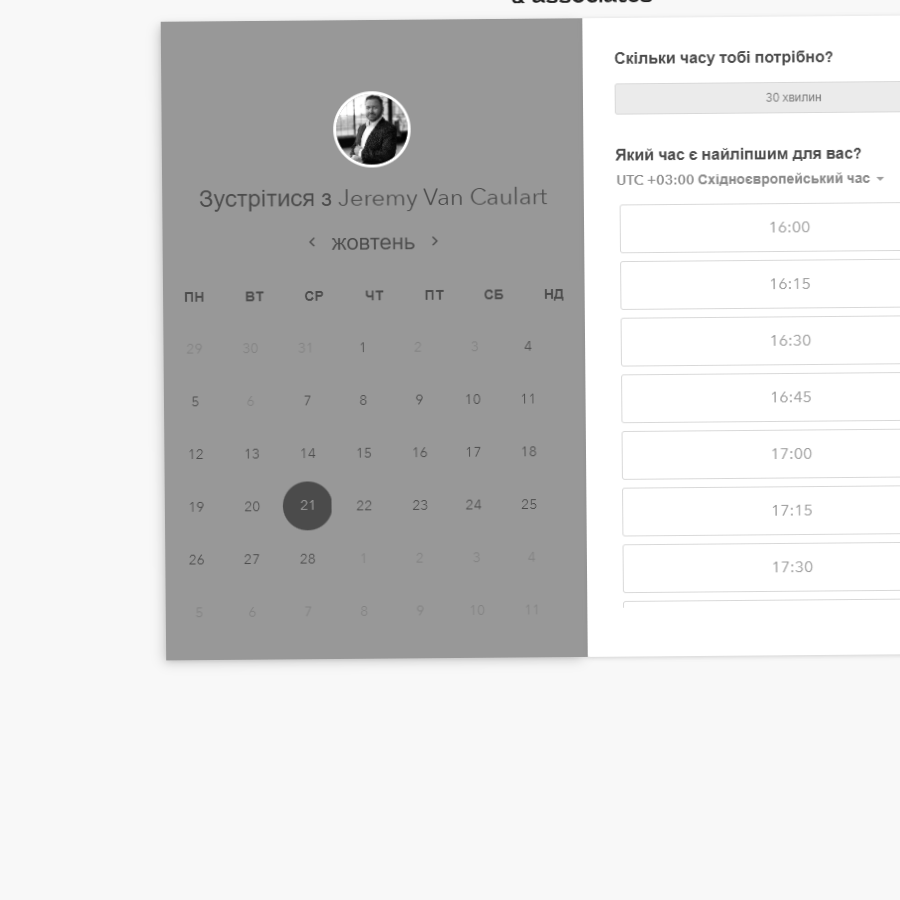 & associates
Зустрітися з Jeremy Van Caulart
‹ жовтень ›
ПН ВТ СР ЧТ ПТ СБ НД
29 30 31 1 2 3 4
5 6 7 8 9 10 11
12 13 14 15 16 17 18
19 20 21 22 23 24 25
26 27 28 1 2 3 4
5 6 7 8 9 10 11
Скільки часу тобі потрібно?
30 хвилин
Який час є найліпшим для вас?
UTC +03:00 Східноєвропейський час
16:00
16:15
16:30
16:45
17:00
17:15
17:30